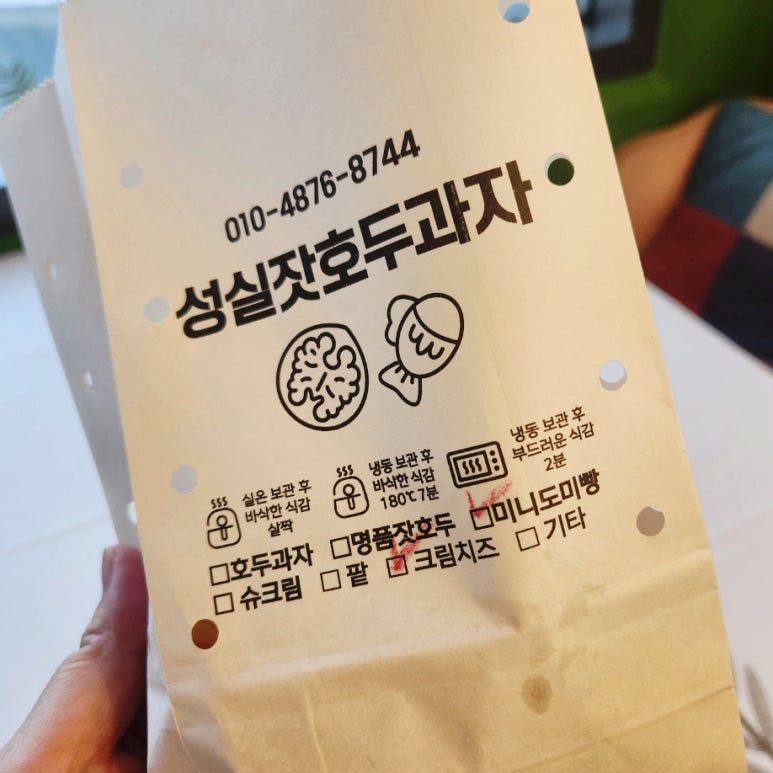 010-4876-8744
성실잣호두과자
실온 보관 후
바삭한 식감
살짝
냉동 보관 후
바삭한 식감
180℃ 7분
냉동 보관 후
부드러운 식감
2분
□호두과자 □명품잣호두 □미니도미빵
□ 슈크림 □ 팥 □ 크림치즈 □ 기타